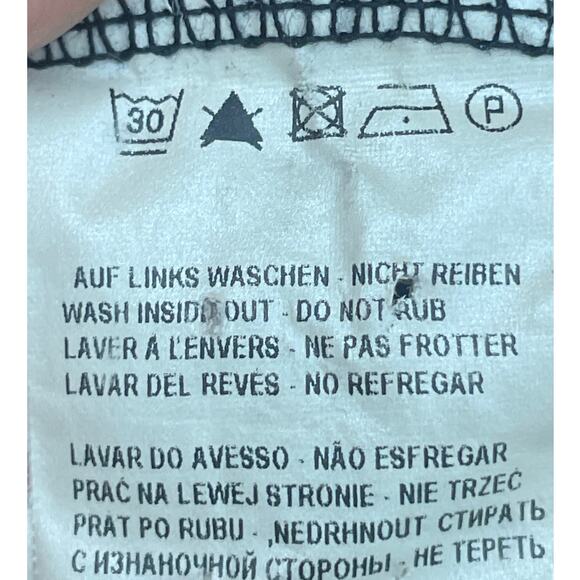 30 P
AUF LINKS WASCHEN - NICHT REIBEN
WASH INSIDE OUT - DO NOT RUB
LAVER A L'ENVERS - NE PAS FROTTER
LAVAR DEL REVÉS - NO REFREGAR
LAVAR DO AVESSO - NÃO ESFREGAR
PRAĆ NA LEWEJ STRONIE - NIE TRZEĆ
PRAT PO RUBU - ,NEDRHNOUT СТИРАТЬ
С ИЗНАНОЧНОЙ СТОРОНЫ , НЕ ТЕРЕТЬ